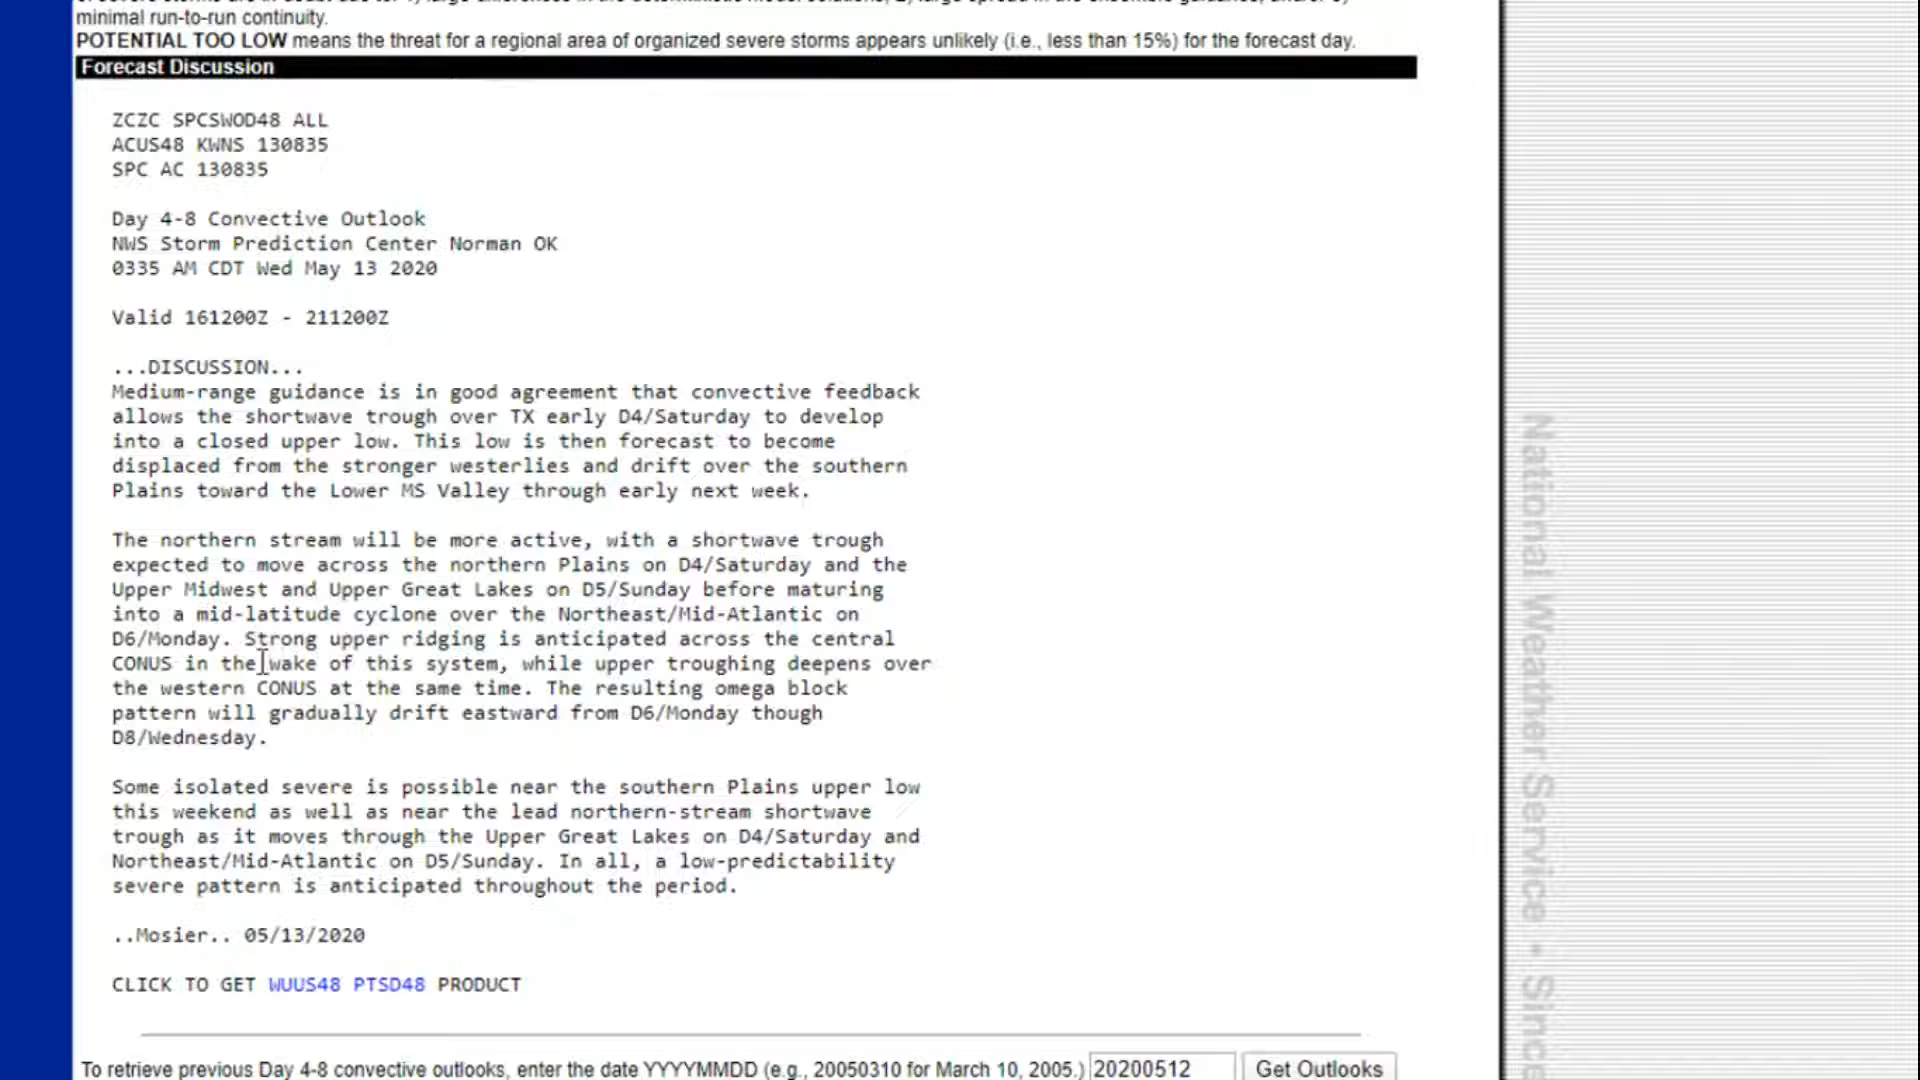 minimal run-to-run continuity.
POTENTIAL TOO LOW means the threat for a regional area of organized severe storms appears unlikely (i.e., less than 15%) for the forecast day.
Forecast Discussion
ZCZC SPCSWOD48 ALL
ACUS48 KWNS 130835
SPC AC 130835
Day 4-8 Convective Outlook
NWS Storm Prediction Center Norman OK
0335 AM CDT Wed May 13 2020
Valid 161200Z - 211200Z
...DISCUSSION...
Medium-range guidance is in good agreement that convective feedback
allows the shortwave trough over TX early D4/Saturday to develop
into a closed upper low. This low is then forecast to become
displaced from the stronger westerlies and drift over the southern
Plains toward the Lower MS Valley through early next week.
The northern stream will be more active, with a shortwave trough
expected to move across the northern Plains on D4/Saturday and the
Upper Midwest and Upper Great Lakes on D5/Sunday before maturing
into a mid-latitude cyclone over the Northeast/Mid-Atlantic on
D6/Monday. Strong upper ridging is anticipated across the central
CONUS in the wake of this system, while upper troughing deepens over
the western CONUS at the same time. The resulting omega block
pattern will gradually drift eastward from D6/Monday though
D8/Wednesday.
Some isolated severe is possible near the southern Plains upper low
this weekend as well as near the lead northern-stream shortwave
trough as it moves through the Upper Great Lakes on D4/Saturday and
Northeast/Mid-Atlantic on D5/Sunday. In all, a low-predictability
severe pattern is anticipated throughout the period.
..Mosier.. 05/13/2020
CLICK TO GET WUUS48 PTSD48 PRODUCT
To retrieve previous Day 4-8 convective outlooks, enter the date YYYYMMDD (e.g., 20050310 for March 10, 2005.) 20200512 Get Outlooks
National Weather Service • Since